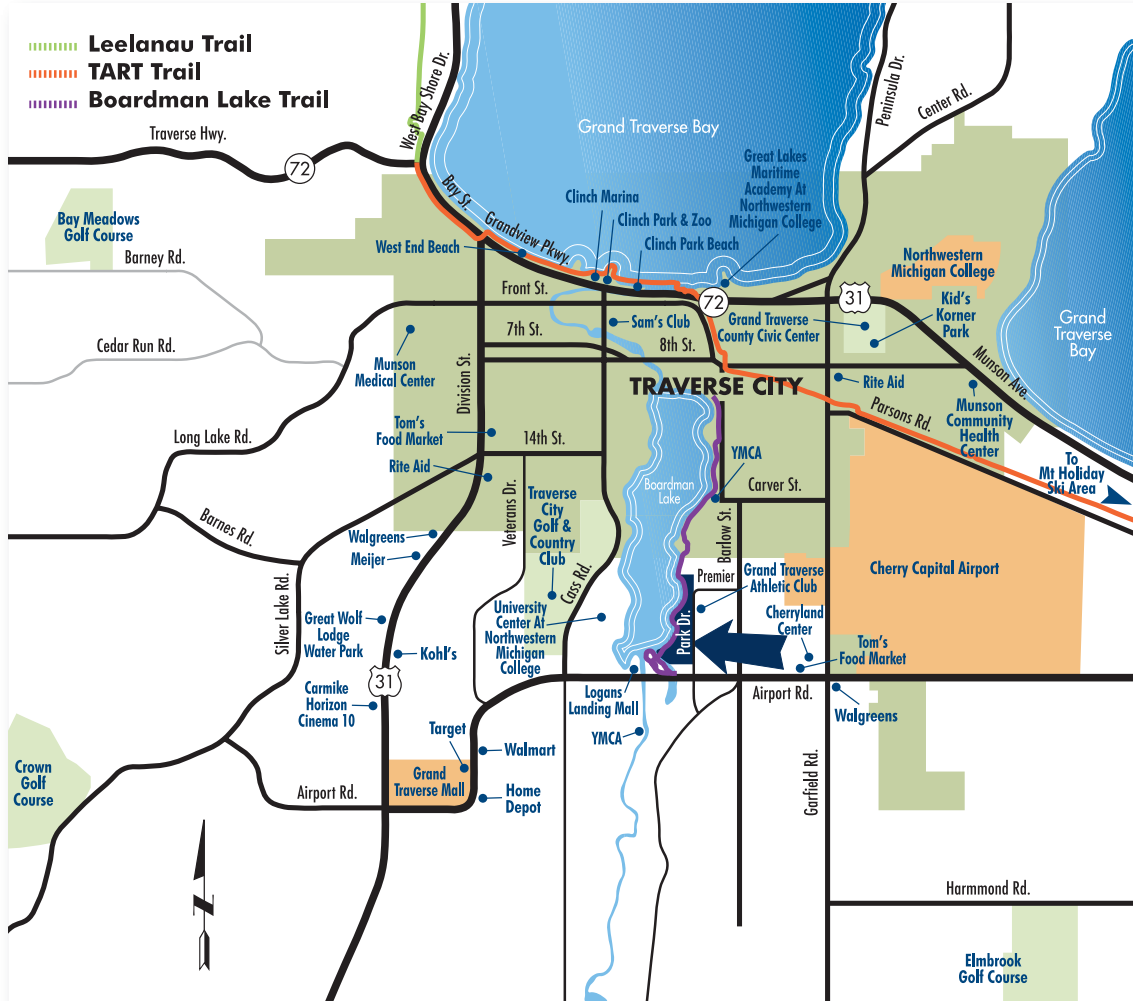 Leelanau Trail
TART Trail
Boardman Lake Trail
Traverse Hwy.
72
West Bay Shore Dr.
Grand Traverse Bay
Peninsula Dr.
Center Rd.
Great Lakes
Maritime
Academy At
Northwestern
Michigan College
Clinch Marina
Clinch Park & Zoo
Clinch Park Beach
Bay St.
Grandview Pkwy.
West End Beach
Bay Meadows
Golf Course
Barney Rd.
Northwestern
Michigan College
Kid's
Korner
Park
Front St.
72
31
Grand
Traverse
Bay
Sam's Club
Grand Traverse
County Civic Center
7th St.
8th St.
Cedar Run Rd.
Munson
Medical Center
Division St.
TRAVERSE CITY
Rite Aid
Munson Ave.
Parsons Rd.
Munson
Community
Health
Center
Long Lake Rd.
Tom's
Food Market
14th St.
Rite Aid
YMCA
To
Mt Holiday
Ski Area
Boardman
Lake
Carver St.
Veterans Dr.
Traverse
City
Golf &
Country
Club
Barnes Rd.
Walgreens
Meijer
Barlow St.
Cass Rd.
Premier
Grand Traverse
Athletic Club
Cherry Capital Airport
Silver Lake Rd.
Great Wolf
Lodge
Water Park
University
Center At
Northwestern
Michigan
College
Park Dr.
Cherryland
Center
Tom's
Food Market
Kohl's
31
Carmike
Horizon
Cinema 10
Logans
Landing Mall
Airport Rd.
Walgreens
YMCA
Target
Walmart
Crown
Golf
Course
Grand
Traverse Mall
Airport Rd.
Home
Depot
Garfield Rd.
N
Harmmond Rd.
Elmbrook
Golf Course